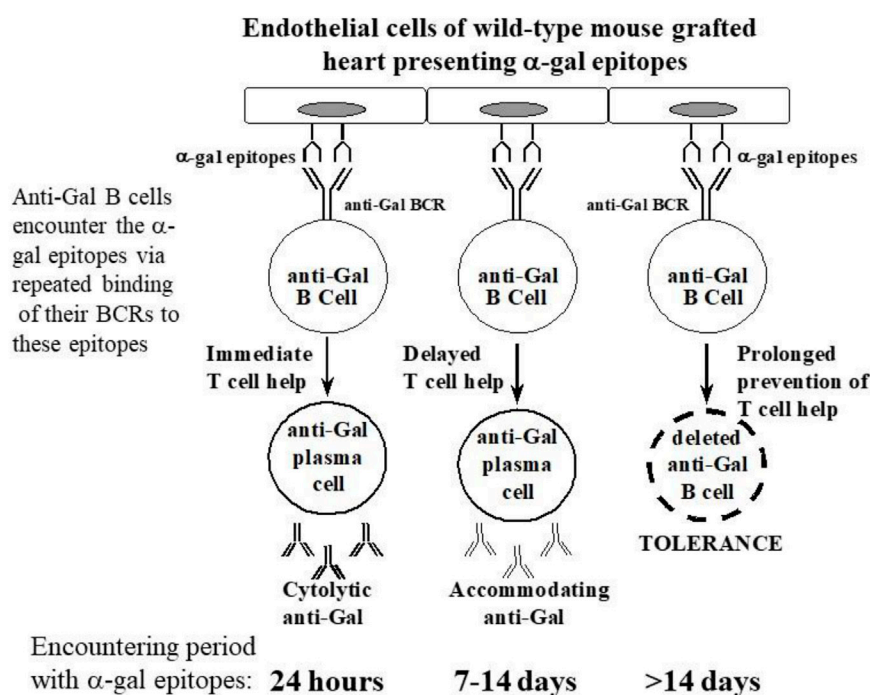 Endothelial cells of wild-type mouse grafted
heart presenting α-gal epitopes
α-gal epitopes
α-gal epitopes
anti-Gal BCR
anti-Gal BCR
Anti-Gal B cells
encounter the α-
gal epitopes via
repeated binding
of their BCRs to
these epitopes
anti-Gal
B Cell
anti-Gal
B Cell
anti-Gal
B Cell
Immediate
T cell help
Delayed
T cell help
Prolonged
prevention of
T cell help
anti-Gal
plasma
cell
anti-Gal
plasma
cell
deleted
anti-Gal
B cell
TOLERANCE
Cytolytic
anti-Gal
Accommodating
anti-Gal
Encountering period
with α-gal epitopes: 24 hours 7-14 days >14 days